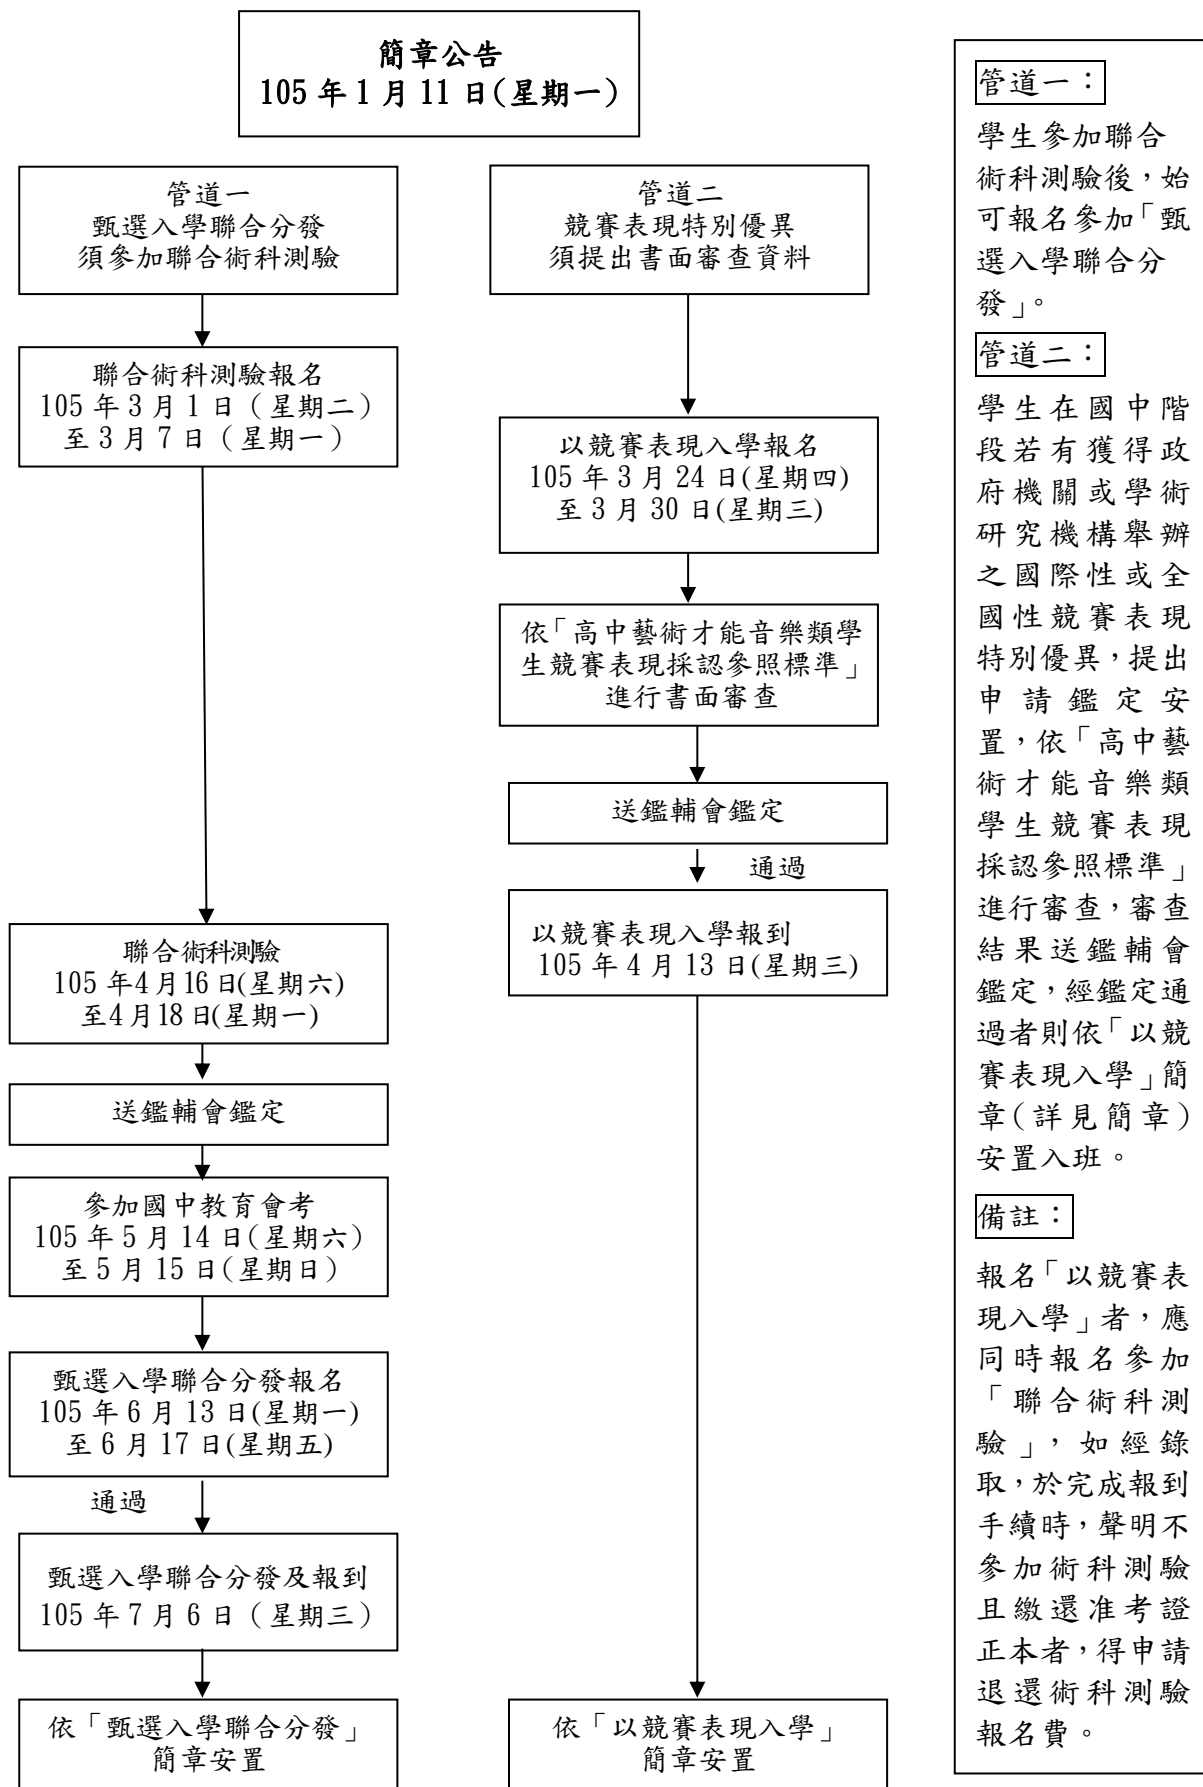 簡章公告
105 年 1 月 11 日(星期一)
管道一
甄選入學聯合分發
須參加聯合術科測驗
聯合術科測驗報名
105 年 3 月 1 日（星期二）
至 3 月 7 日（星期一）
聯合術科測驗
105 年4 月16 日(星期六)
至4 月18 日(星期一)
送鑑輔會鑑定
參加國中教育會考
105 年 5 月 14 日(星期六)
至 5 月 15 日(星期日)
甄選入學聯合分發報名
105 年 6 月 13 日(星期一)
至 6 月 17 日(星期五)
通過
甄選入學聯合分發及報到
105 年 7 月 6 日（星期三）
依「甄選入學聯合分發」
簡章安置
管道二
競賽表現特別優異
須提出書面審查資料
以競賽表現入學報名
105 年 3 月 24 日(星期四)
至 3 月 30 日(星期三)
依「高中藝術才能音樂類學
生競賽表現採認參照標準」
進行書面審查
送鑑輔會鑑定
通過
以競賽表現入學報到
105 年 4 月 13 日(星期三)
依「以競賽表現入學」
簡章安置
管道一：
學生參加聯合
術科測驗後，始
可報名參加「甄
選入學聯合分
發」。
管道二：
學生在國中階
段若有獲得政
府機關或學術
研究機構舉辦
之國際性或全
國性競賽表現
特別優異，提出
申請鑑定安
置，依「高中藝
術才能音樂類
學生競賽表現
採認參照標準」
進行審查，審查
結果送鑑輔會
鑑定，經鑑定通
過者則依「以競
賽表現入學」簡
章(詳見簡章)
安置入班。
備註：
報名「以競賽表
現入學」者，應
同時報名參加
「聯合術科測
驗」，如經錄
取，於完成報到
手續時，聲明不
參加術科測驗
且繳還准考證
正本者，得申請
退還術科測驗
報名費。